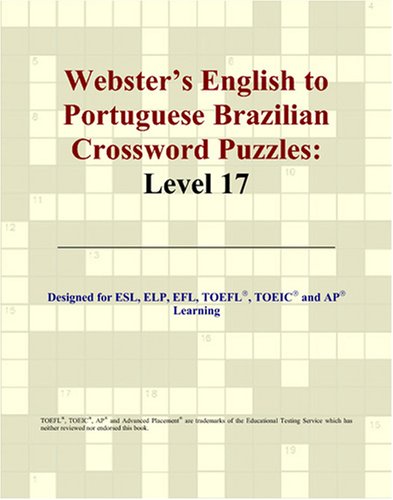 Webster's English to
Portuguese Brazilian
Crossword Puzzles:
Level 17
Designed for ESL, ELP, EFL, TOEFL®, TOEIC® and AP®
Learning
TOEFL®, TOEIC®, AP® and Advanced Placement® are trademarks of the Educational Testing Service which has
neither reviewed nor endorsed this book.